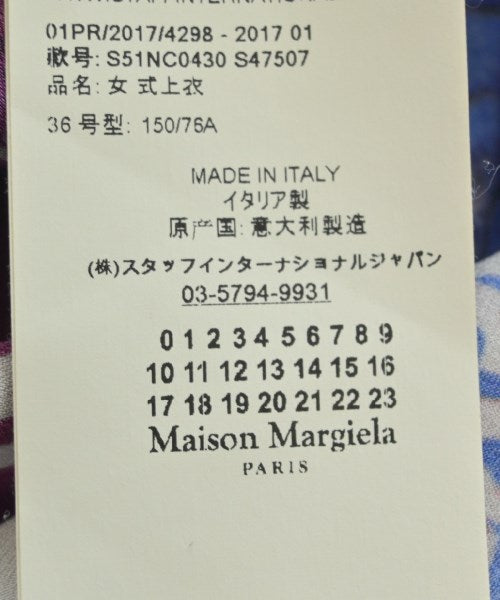 01PR/2017/4298 - 2017 01
款号: S51NC0430 S47507
品名: 女 式上衣
36 号型: 150/76A
MADE IN ITALY
イタリア製
原产国: 意大利製造
(株)スタッフインターナショナルジャパン
03-5794-9931
0 1 2 3 4 5 6 7 8 9
10 11 12 13 14 15 16
17 18 19 20 21 22 23
Maison Margiela
PARIS